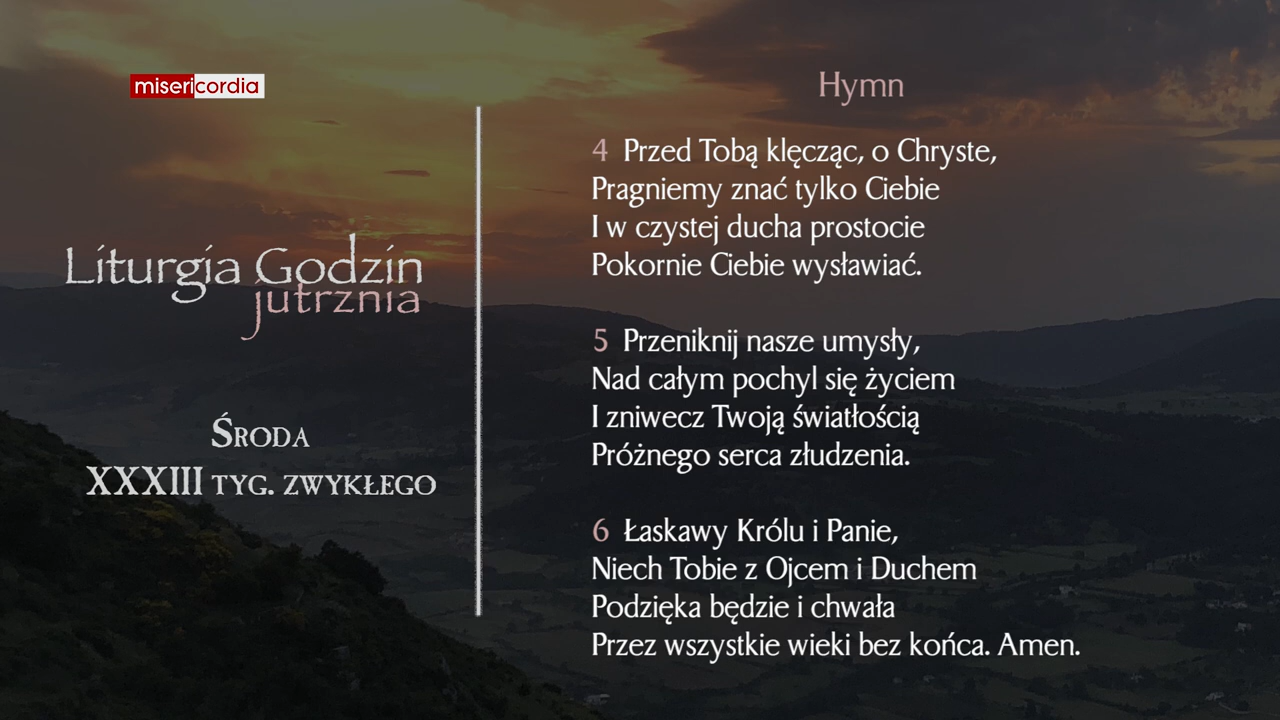 misericordia
Liturgia Godzin
jutrznia
Środa
XXXIII tyg. zwykłego
Hymn
4 Przed Tobą klęcząc, o Chryste,
Pragniemy znać tylko Ciebie
I w czystej ducha prostocie
Pokornie Ciebie wysławiać.
5 Przeniknij nasze umysły,
Nad całym pochyl się życiem
I zniwecz Twoją światłością
Próżnego serca złudzenia.
6 Łaskawy Królu i Panie,
Niech Tobie z Ojcem i Duchem
Podzięka będzie i chwała
Przez wszystkie wieki bez końca. Amen.